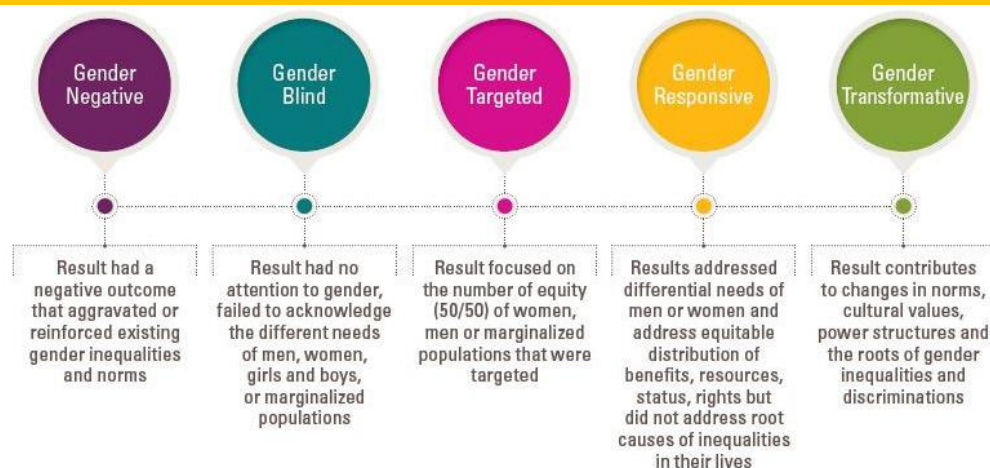 Gender
Negative
Gender
Blind
Gender
Targeted
Gender
Responsive
Gender
Transformative
Result had a
negative outcome
that aggravated or
reinforced existing
gender inequalities
and norms
Result had no
attention to gender,
failed to acknowledge
the different needs
of men, women,
girls and boys,
or marginalized
populations
Result focused on
the number of equity
(50/50) of women,
men or marginalized
populations that were
targeted
Results addressed
differential needs of
men or women and
address equitable
distribution of
benefits, resources,
status, rights but
did not address root
causes of inequalities
in their lives
Result contributes
to changes in norms,
cultural values,
power structures and
the roots of gender
inequalities and
discriminations